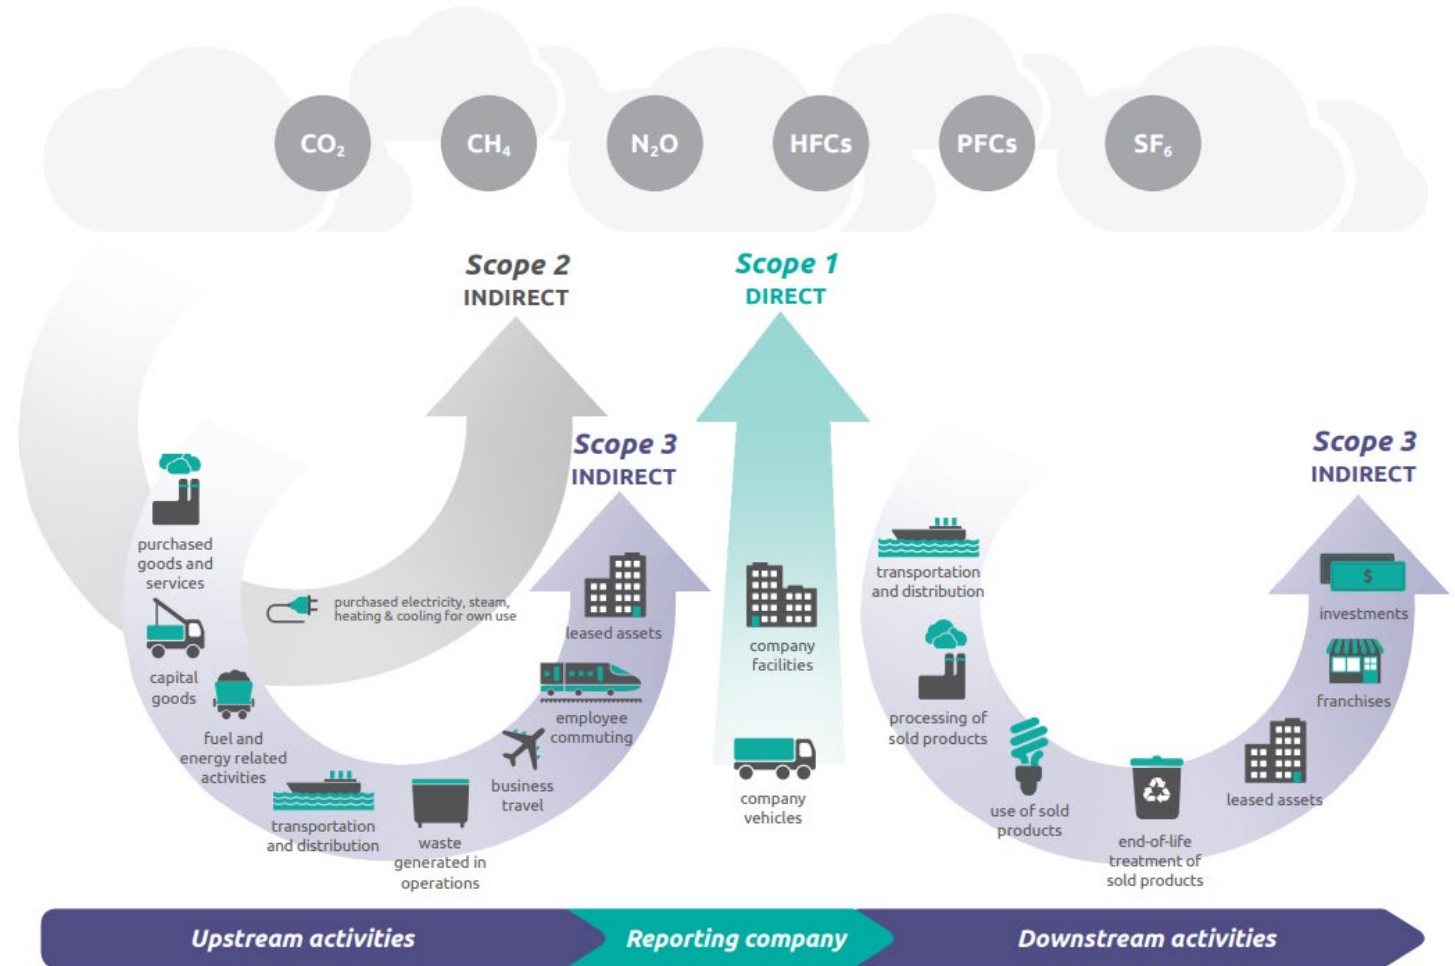 CO₂
CH₄
N₂O
HFCs
PFCs
SF₆
Scope 2
INDIRECT
Scope 1
DIRECT
Scope 3
INDIRECT
Scope 3
INDIRECT
purchased
goods and
services
capital
goods
fuel and
energy related
activities
transportation
and distribution
waste
generated in
operations
business
travel
employee
commuting
leased assets
purchased electricity, steam,
heating & cooling for own use
company
facilities
company
vehicles
transportation
and distribution
processing of
sold products
use of sold
products
end-of-life
treatment of
sold products
leased assets
franchises
$
investments
Upstream activities
Reporting company
Downstream activities